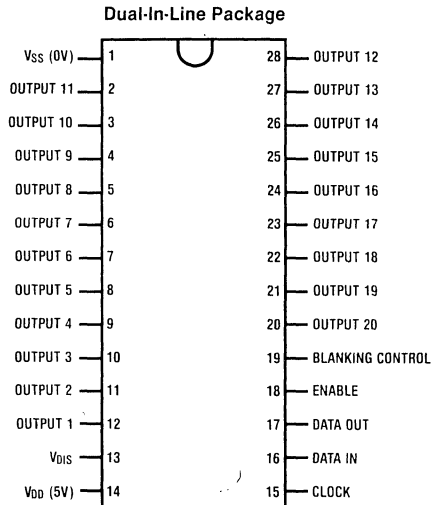 Dual-In-Line Package
VSS (0V) 1 28 OUTPUT 12
OUTPUT 11 2 27 OUTPUT 13
OUTPUT 10 3 26 OUTPUT 14
OUTPUT 9 4 25 OUTPUT 15
OUTPUT 8 5 24 OUTPUT 16
OUTPUT 7 6 23 OUTPUT 17
OUTPUT 6 7 22 OUTPUT 18
OUTPUT 5 8 21 OUTPUT 19
OUTPUT 4 9 20 OUTPUT 20
OUTPUT 3 10 19 BLANKING CONTROL
OUTPUT 2 11 18 ENABLE
OUTPUT 1 12 17 DATA OUT
VDIS 13 16 DATA IN
VDD (5V) 14 15 CLOCK